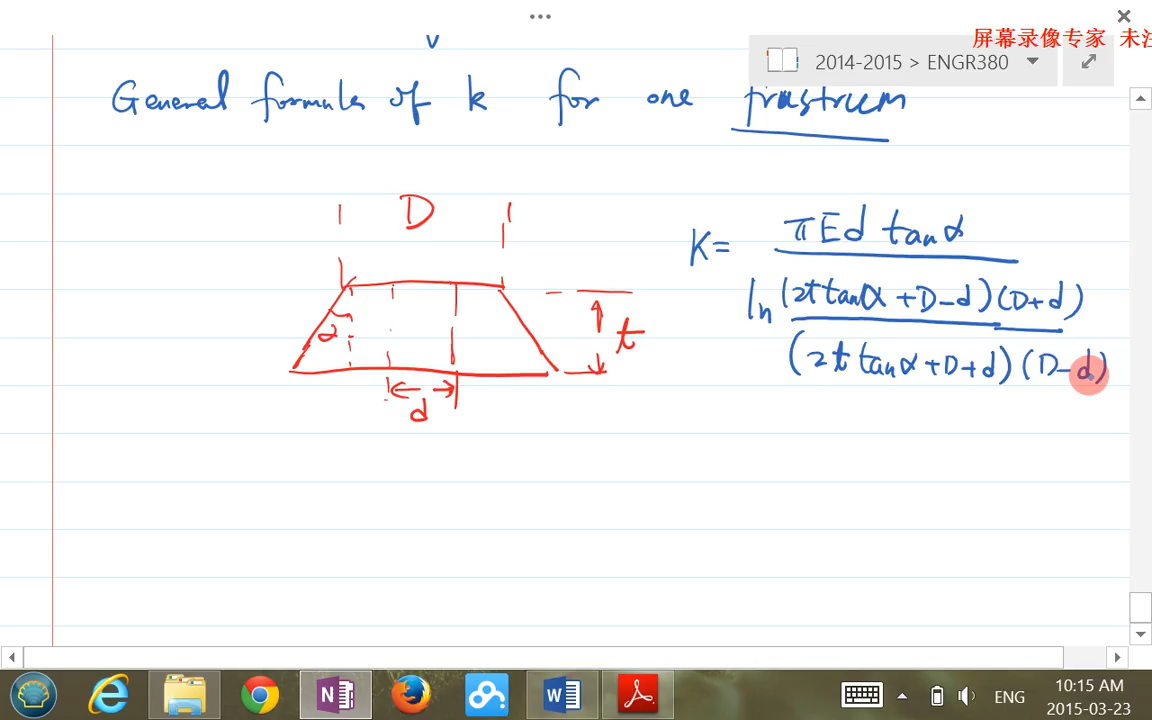 屏幕录像专家 未
2014-2015 > ENGR380
General formula of k for one frustrum
D
α
t
d
K= πEd tanα
ln (2t tanα + D - d)(D + d)
(2t tanα + D + d)(D - d)
ENG
10:15 AM
2015-03-23